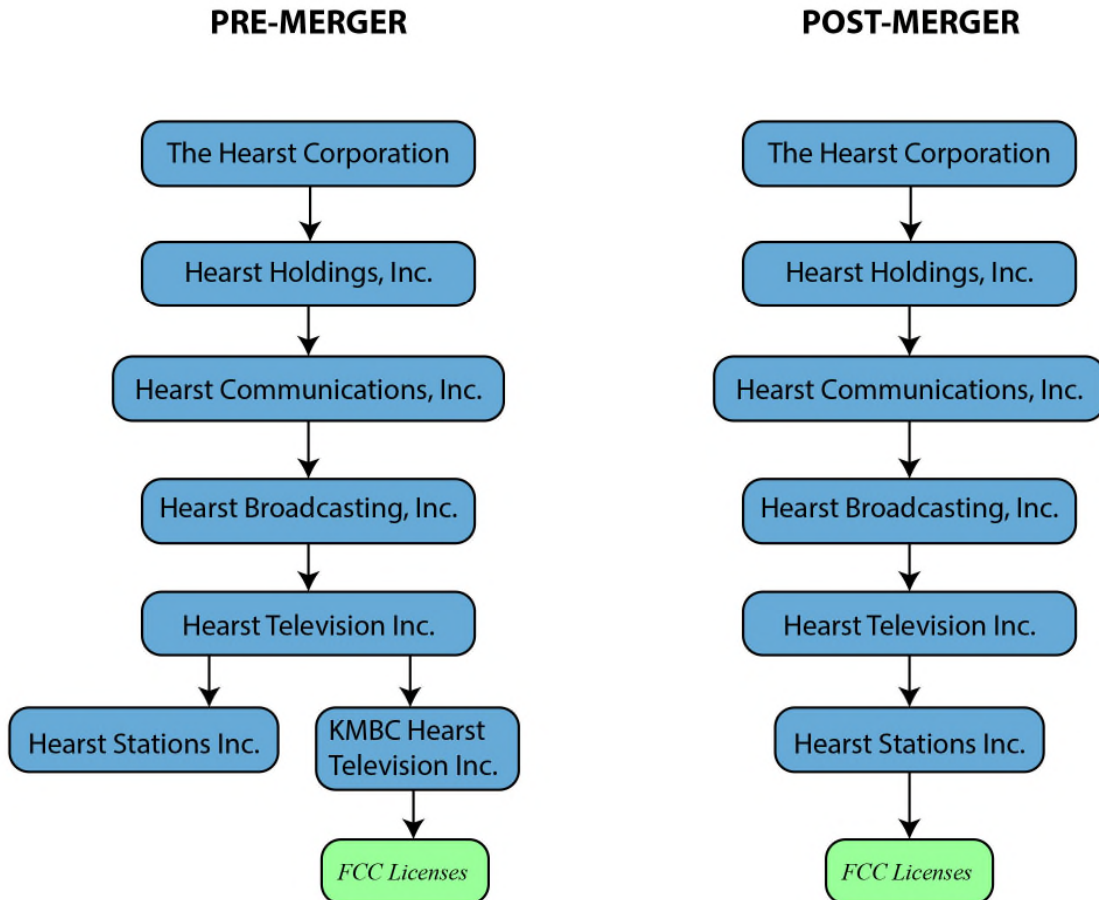 PRE-MERGER
The Hearst Corporation
Hearst Holdings, Inc.
Hearst Communications, Inc.
Hearst Broadcasting, Inc.
Hearst Television Inc.
Hearst Stations Inc.
KMBC Hearst
Television Inc.
FCC Licenses
POST-MERGER
The Hearst Corporation
Hearst Holdings, Inc.
Hearst Communications, Inc.
Hearst Broadcasting, Inc.
Hearst Television Inc.
Hearst Stations Inc.
FCC Licenses